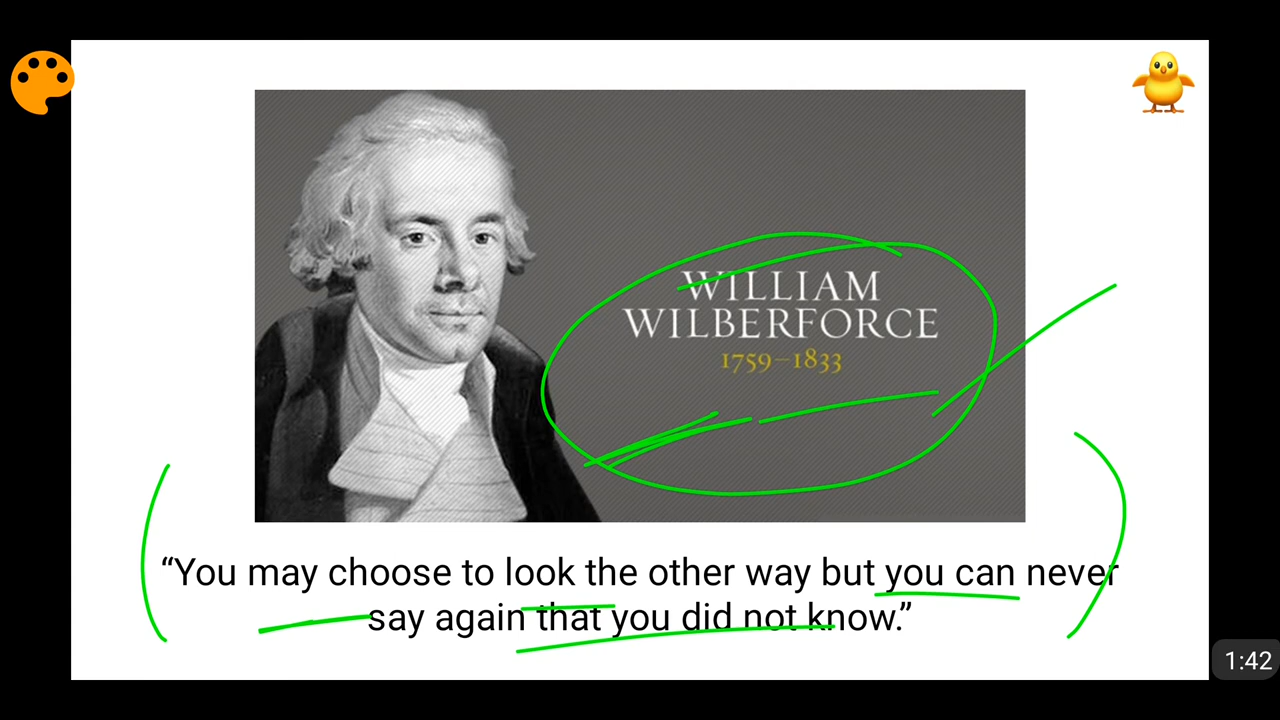 WILLIAM
WILBERFORCE
1759–1833
“You may choose to look the other way but you can never
say again that you did not know.”
1:42